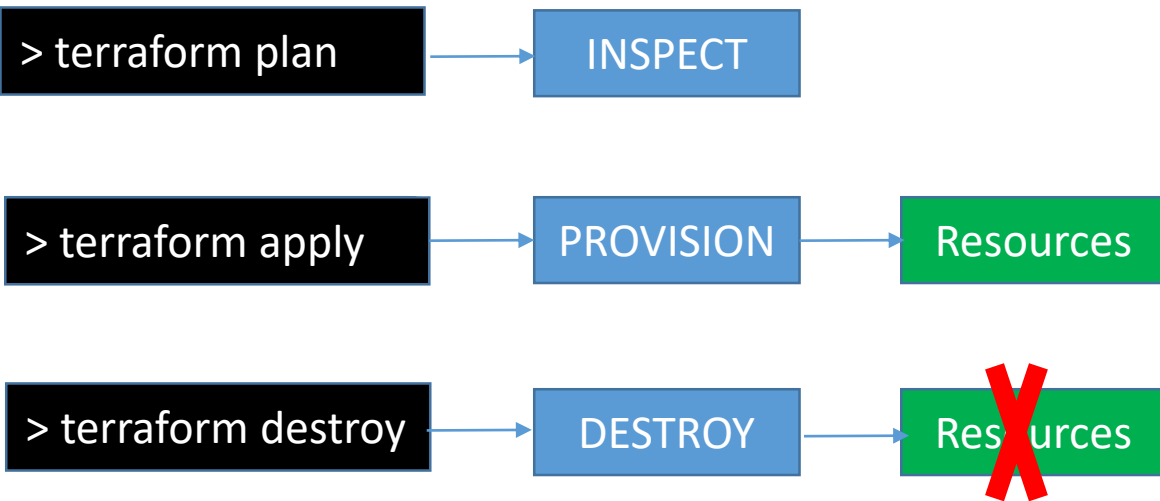 > terraform plan
INSPECT
> terraform apply
PROVISION
Resources
> terraform destroy
DESTROY
Resources